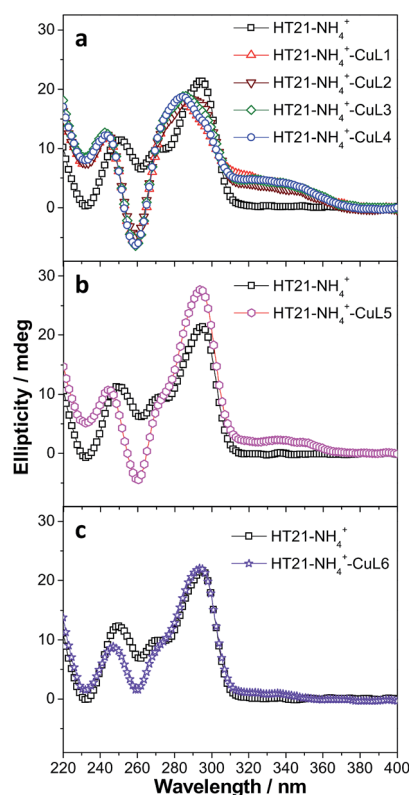 a
HT21-NH₄⁺
HT21-NH₄⁺-CuL1
HT21-NH₄⁺-CuL2
HT21-NH₄⁺-CuL3
HT21-NH₄⁺-CuL4
30
20
10
0
b
HT21-NH₄⁺
HT21-NH₄⁺-CuL5
30
20
10
0
Ellipticity / mdeg
c
HT21-NH₄⁺
HT21-NH₄⁺-CuL6
30
20
10
0
220 240 260 280 300 320 340 360 380 400
Wavelength / nm